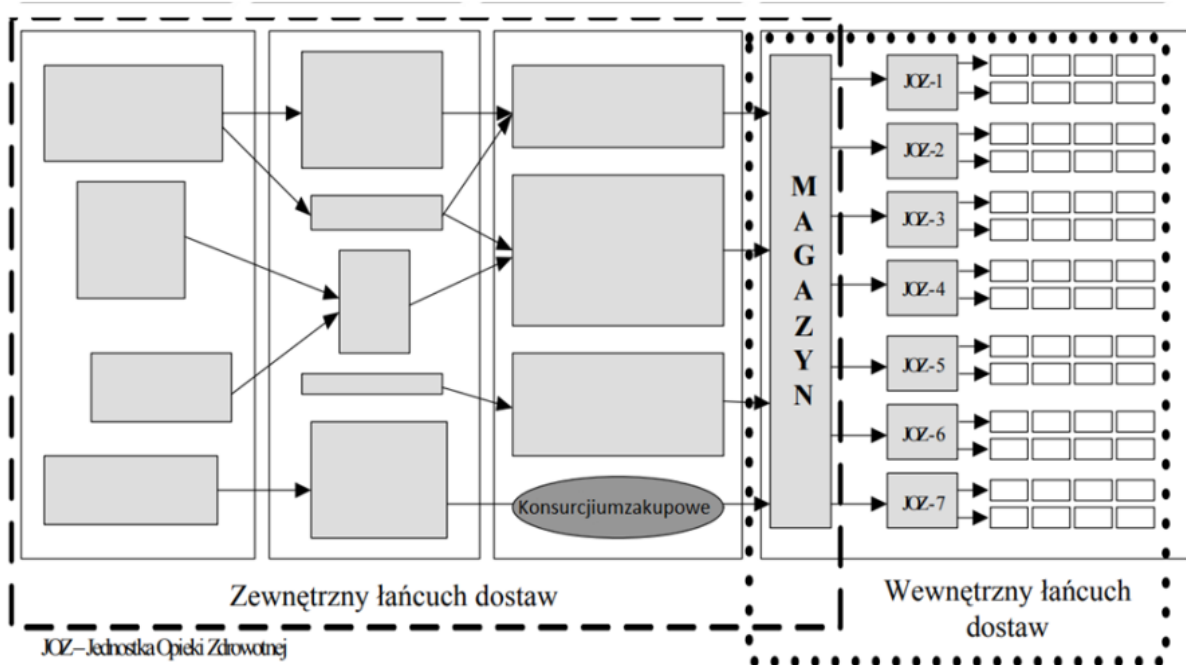 MAGAZYN
JOZ-1
JOZ-2
JOZ-3
JOZ-4
JOZ-5
JOZ-6
JOZ-7
Konsurcjiumzakupowe
Zewnętrzny łańcuch dostaw
Wewnętrzny łańcuch
dostaw
JOZ – Jednostka Opieki Zdrowotnej